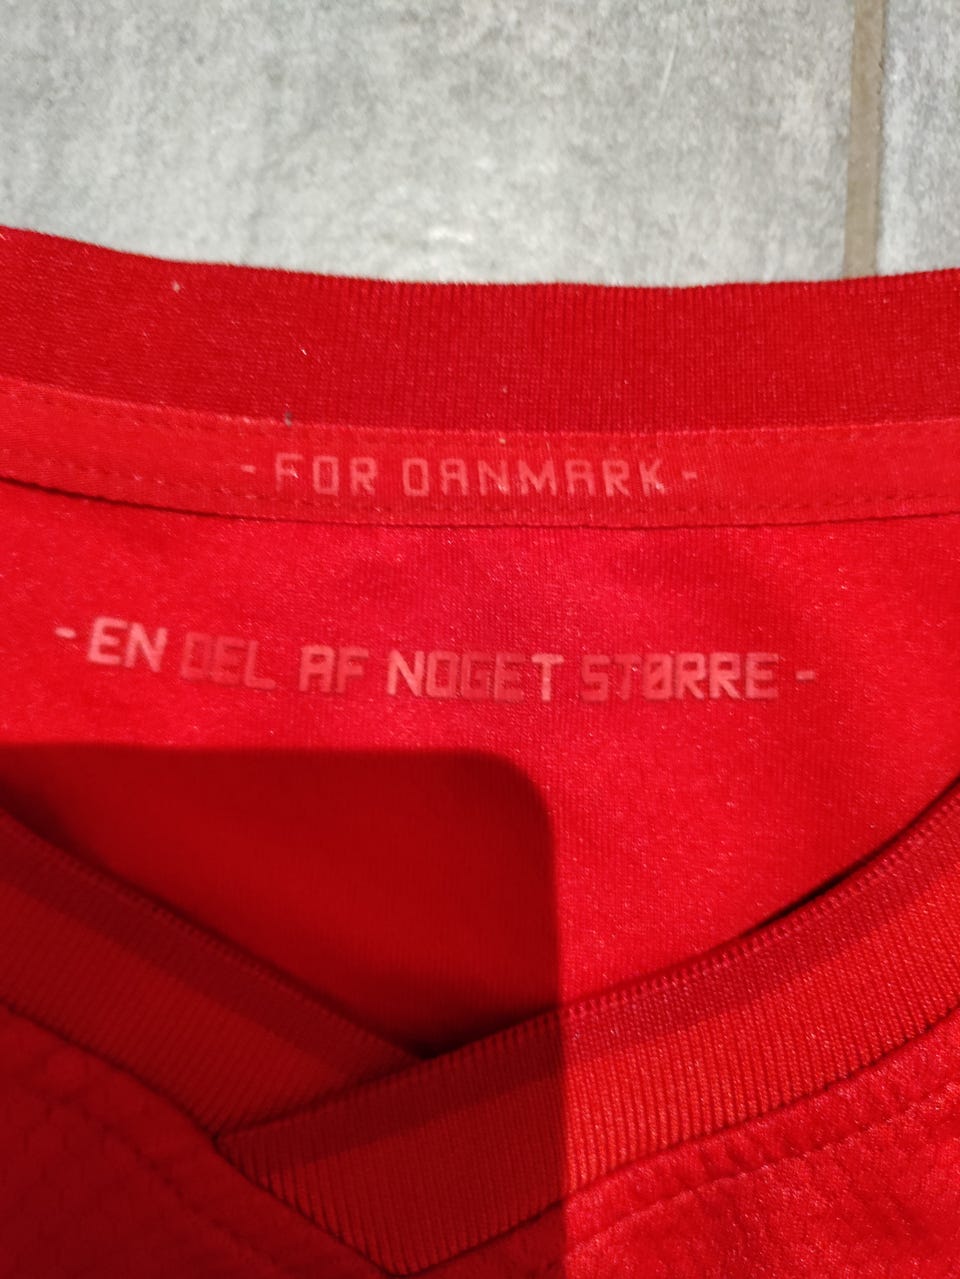 - FOR DANMARK -
- EN DEL AF NOGET STØRRE -